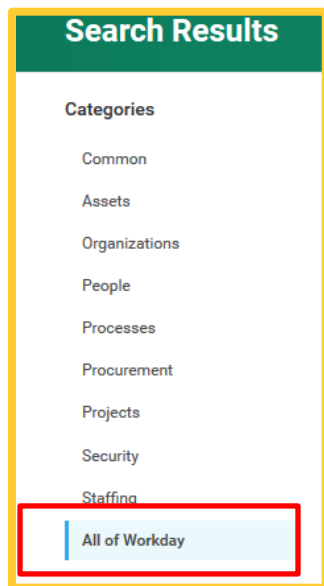 Search Results
Categories
Common
Assets
Organizations
People
Processes
Procurement
Projects
Security
Staffing
All of Workday